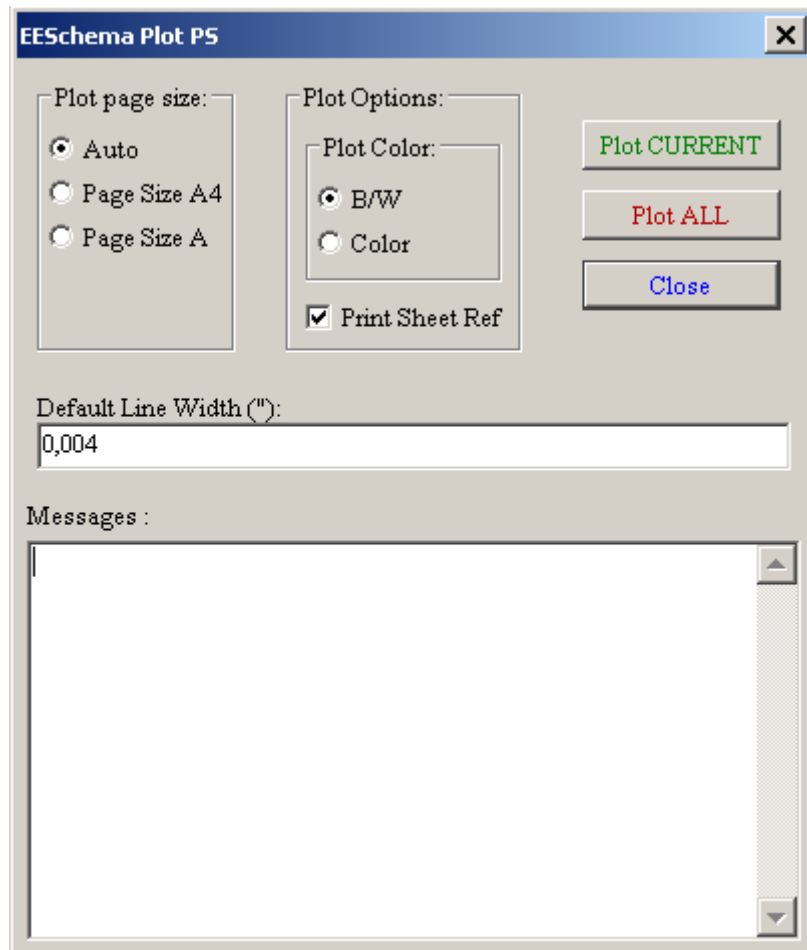 EESchema Plot PS
Plot page size:
Auto
Page Size A4
Page Size A
Plot Options:
Plot Color:
B/W
Color
Print Sheet Ref
Plot CURRENT
Plot ALL
Close
Default Line Width ("):
0,004
Messages :